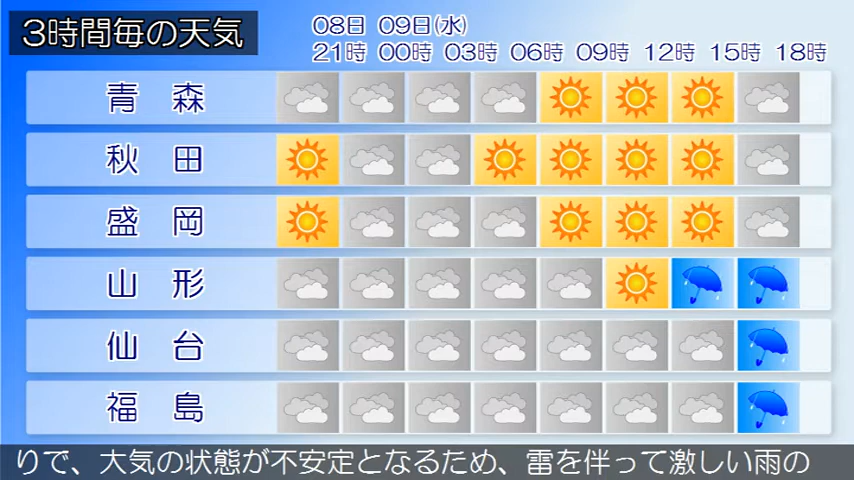 3時間毎の天気
08日 09日(水)
21時 00時 03時 06時 09時 12時 15時 18時
青森
秋田
盛岡
山形
仙台
福島
りで、大気の状態が不安定となるため、雷を伴って激しい雨の